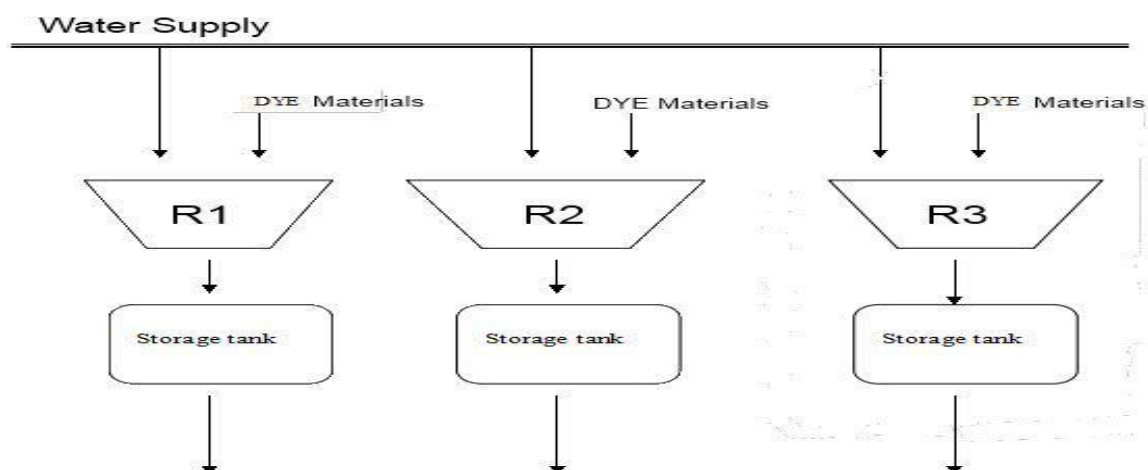 Water Supply
DYE Materials
DYE Materials
DYE Materials
R1
R2
R3
Storage tank
Storage tank
Storage tank